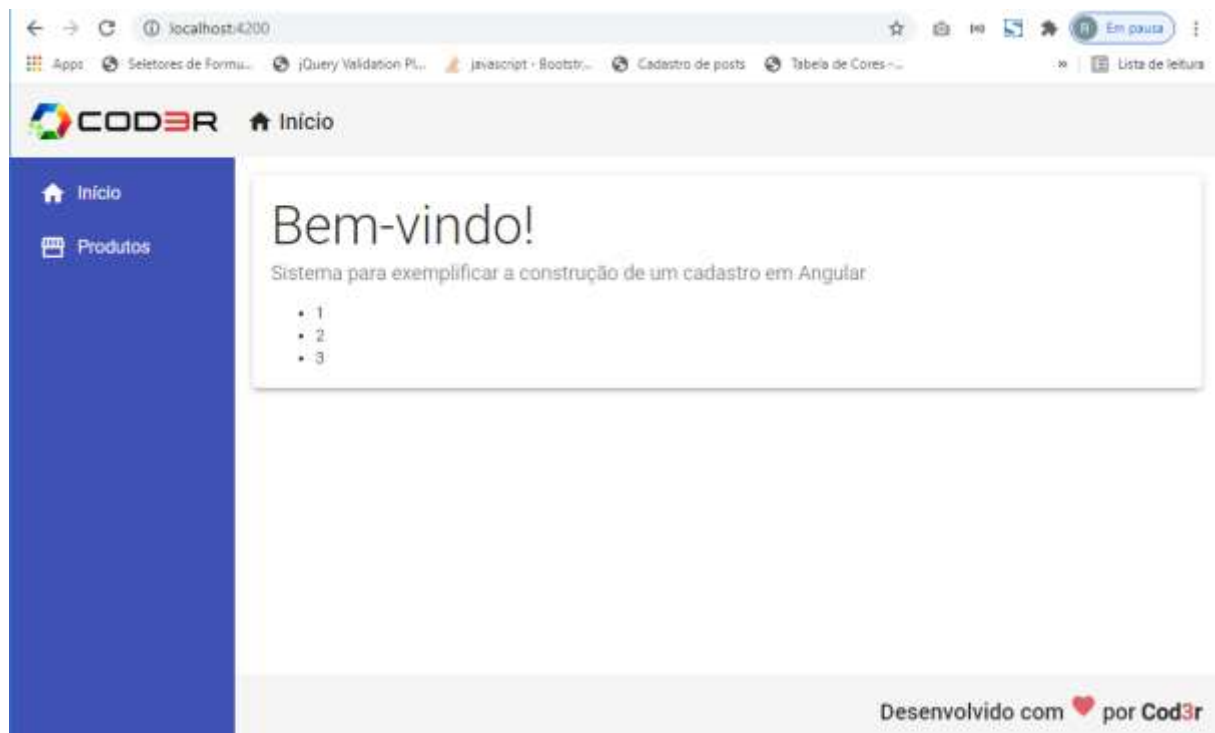 localhost:4200
Em pausa
Apps Seletores de Formu... jQuery Validation Pl... javascript - Bootstr... Cadastro de posts Tabela de Cores -... » Lista de leitura
COD3R Início
Início
Produtos
Bem-vindo!
Sistema para exemplificar a construção de um cadastro em Angular
• 1
• 2
• 3
Desenvolvido com ❤ por Cod3r